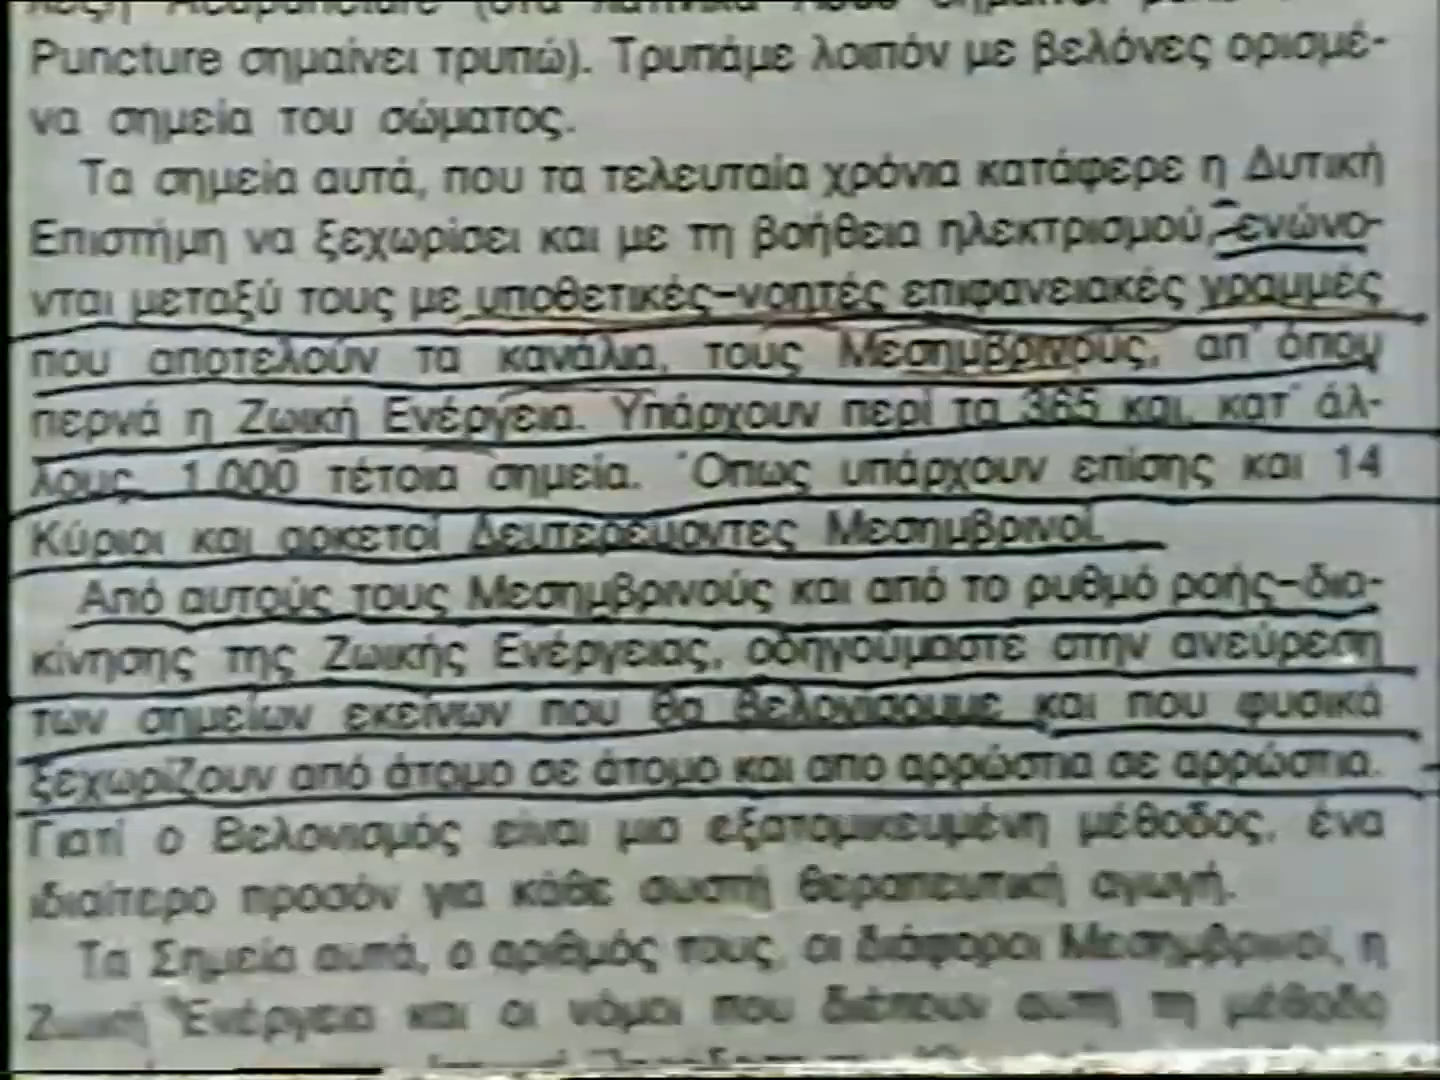 Puncture σημαίνει τρυπώ). Τρυπάμε λοιπόν με βελόνες ορισμέ-
να σημεία του σώματος.
Τα σημεία αυτά, που τα τελευταία χρόνια κατάφερε η Δυτική
Επιστήμη να ξεχωρίσει και με τη βοήθεια ηλεκτρισμού, ενώνο-
νται μεταξύ τους με υποθετικές-νοητές επιφανειακές γραμμές
που αποτελούν τα κανάλια, τους Μεσημβρινούς, απ' όπου
περνά η Ζωική Ενέργεια. Υπάρχουν περί τα 365 και, κατ' άλ-
λους, 1.000 τέτοια σημεία. Όπως υπάρχουν επίσης και 14
Κύριοι και αρκετοί Δευτερεύοντες Μεσημβρινοί.
Από αυτούς τους Μεσημβρινούς και από το ρυθμό ροής-δια-
κίνησης της Ζωικής Ενέργειας, οδηγούμαστε στην ανεύρεση
των σημείων εκείνων που θα βελονίσουμε και που φυσικά
ξεχωρίζουν από άτομο σε άτομο και από αρρώστια σε αρρώστια.
Γιατί ο Βελονισμός είναι μια εξατομικευμένη μέθοδος, ένα
ιδιαίτερο προσόν για κάθε σωστή θεραπευτική αγωγή.
Τα Σημεία αυτά, ο αριθμός τους, οι διάφοροι Μεσημβρινοί, η
Ζωική Ενέργεια και οι νόμοι που διέπουν αυτή τη μέθοδο